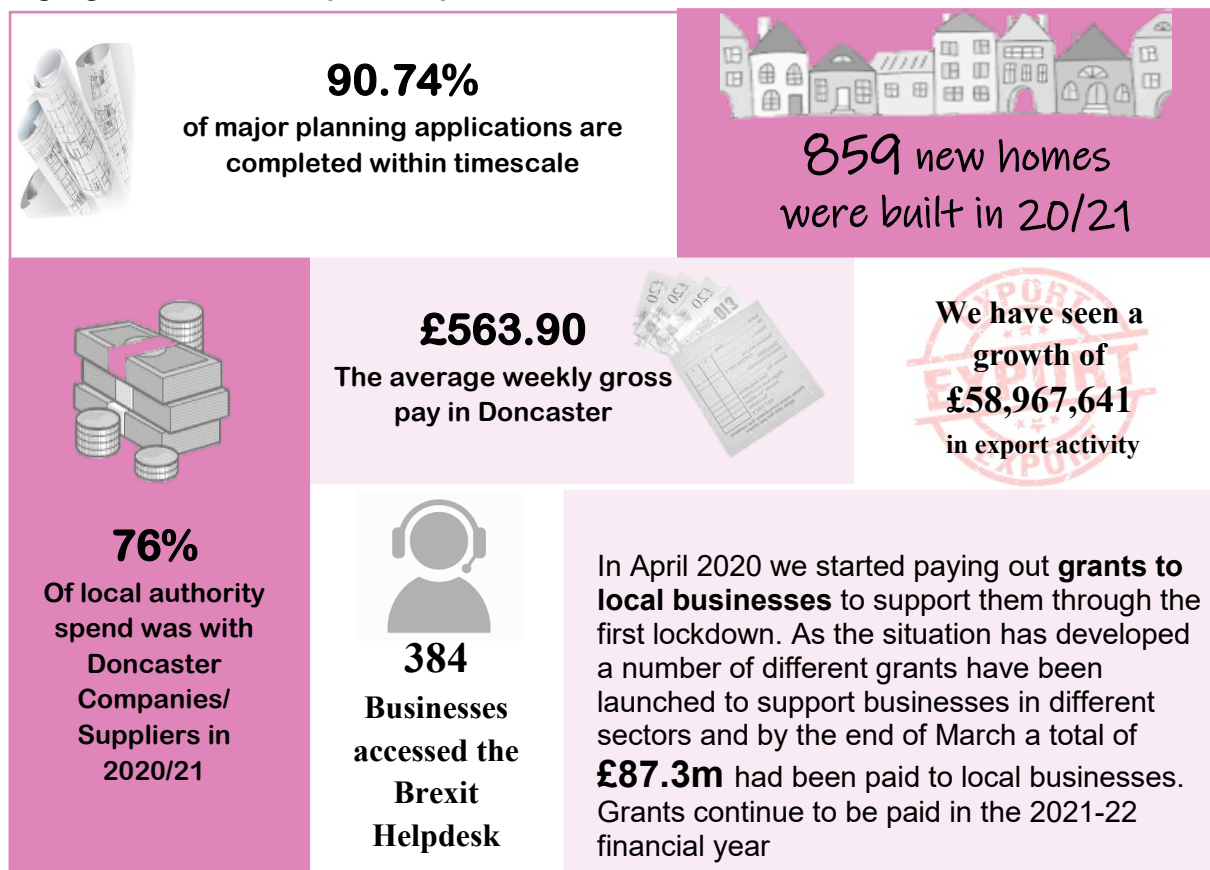 90.74%
of major planning applications are
completed within timescale
859 new homes
were built in 20/21
£563.90
The average weekly gross
pay in Doncaster
EXPORT
EXPORT
EXPORT
We have seen a
growth of
£58,967,641
in export activity
76%
Of local authority
spend was with
Doncaster
Companies/
Suppliers in
2020/21
384
Businesses
accessed the
Brexit
Helpdesk
In April 2020 we started paying out grants to
local businesses to support them through the
first lockdown. As the situation has developed
a number of different grants have been
launched to support businesses in different
sectors and by the end of March a total of
£87.3m had been paid to local businesses.
Grants continue to be paid in the 2021-22
financial year